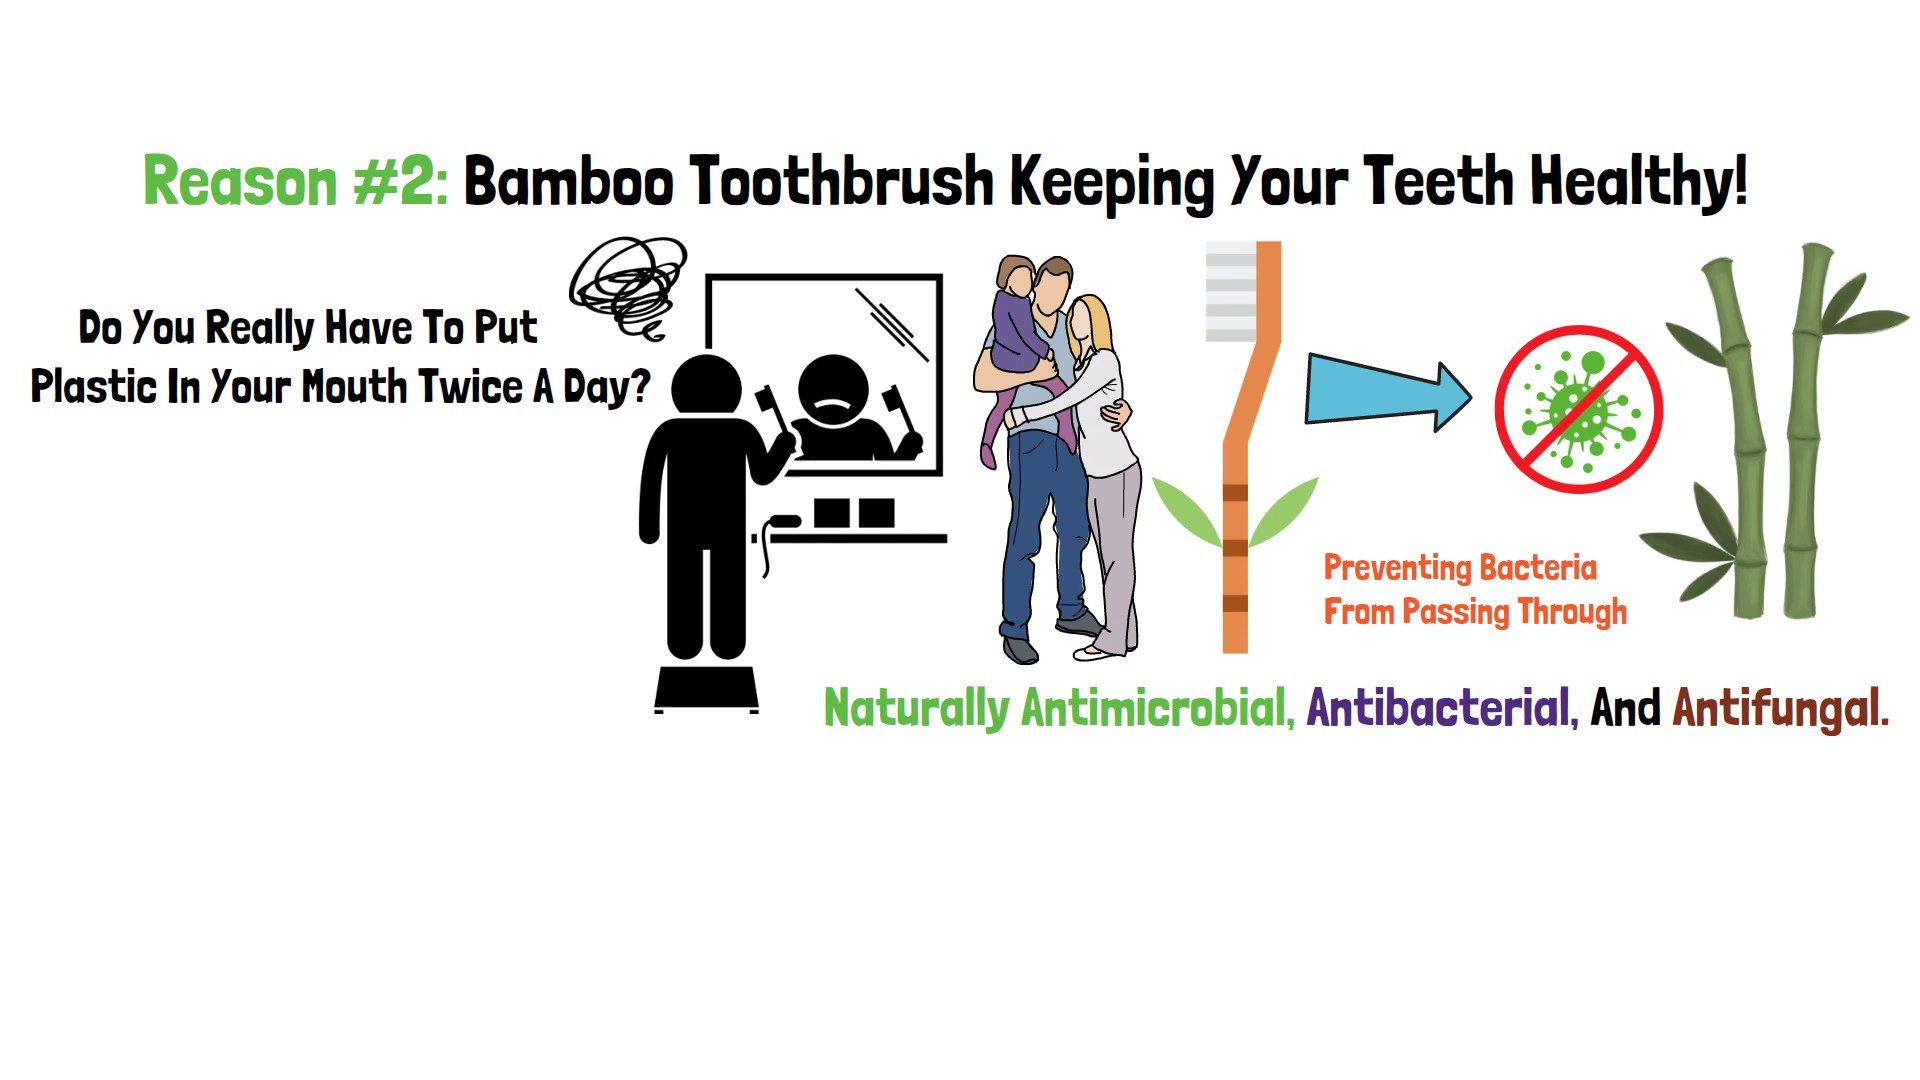 Reason #2: Bamboo Toothbrush Keeping Your Teeth Healthy!
Do You Really Have To Put
Plastic In Your Mouth Twice A Day?
Preventing Bacteria
From Passing Through
Naturally Antimicrobial, Antibacterial, And Antifungal.